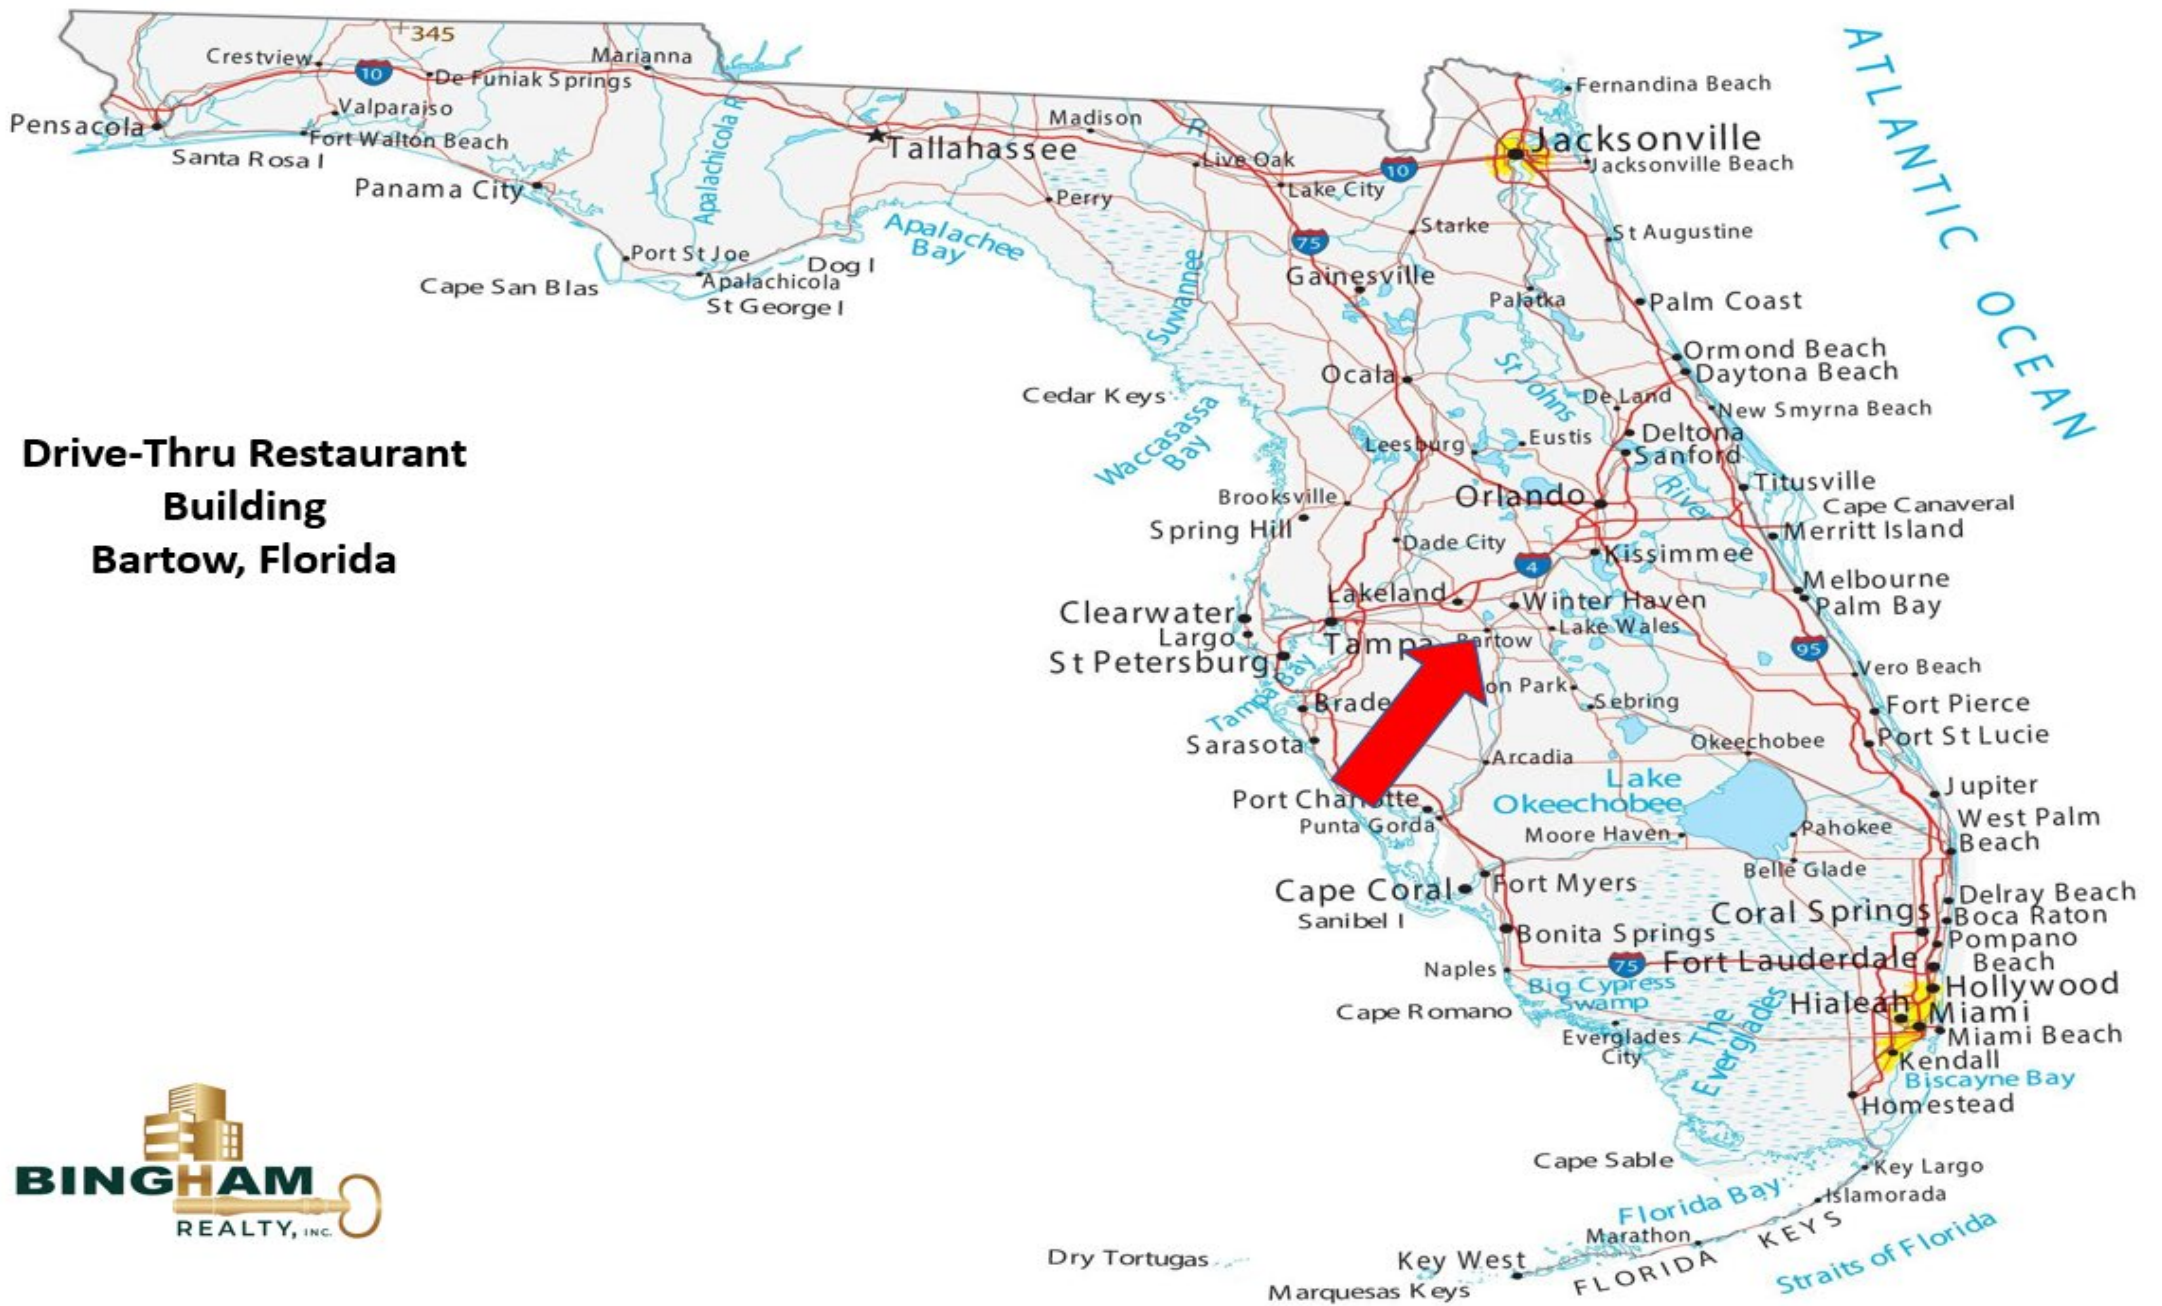 345
Crestview
10
De Funiak Springs
Marianna
Valparaiso
Pensacola
Fort Walton Beach
Santa Rosa I
Panama City
Apalachicola R
Tallahassee
Madison
R
Live Oak
Lake City
10
Perry
Apalachee
Bay
Port St Joe
Dog I
Cape San Blas
Apalachicola
St George I
Suwannee
Fernandina Beach
Jacksonville
Jacksonville Beach
Starke
St Augustine
75
Gainesville
Palatka
Palm Coast
ATLANTIC OCEAN
Ormond Beach
Daytona Beach
Ocala
St Johns
River
De Land
New Smyrna Beach
Cedar Keys
Waccasassa
Bay
Leesburg
Eustis
Deltona
Sanford
Drive-Thru Restaurant
Building
Bartow, Florida
Brooksville
Spring Hill
Orlando
Titusville
Cape Canaveral
Merritt Island
Dade City
4
Kissimmee
Melbourne
Palm Bay
Lakeland
Winter Haven
Clearwater
Largo
St Petersburg
Tampa
Bartow
Lake Wales
95
Vero Beach
Tampa Bay
Brade
on Park
Sebring
Fort Pierce
Port St Lucie
Sarasota
Arcadia
Okeechobee
Lake
Okeechobee
Jupiter
Port Charlotte
Punta Gorda
Moore Haven
Pahokee
West Palm
Beach
Belle Glade
Cape Coral
Fort Myers
Sanibel I
Delray Beach
Coral Springs
Boca Raton
Bonita Springs
Pompano
Beach
75
Fort Lauderdale
Naples
Big Cypress
Swamp
Hollywood
Hialeah
Miami
Cape Romano
Everglades
City
The
Everglades
Miami Beach
Kendall
Biscayne Bay
Homestead
Cape Sable
Key Largo
Florida Bay
Islamorada
Marathon
FLORIDA KEYS
Straits of Florida
Dry Tortugas
Key West
Marquesas Keys
BINGHAM
REALTY, INC.